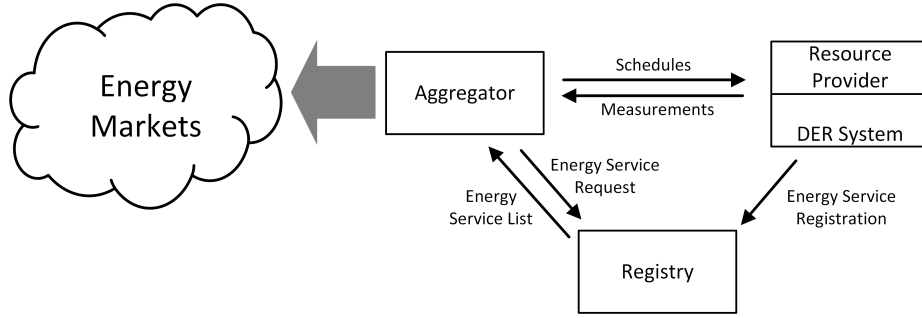 Energy
Markets
Aggregator
Schedules
Measurements
Resource
Provider
DER System
Energy Service
Request
Energy
Service List
Energy Service
Registration
Registry